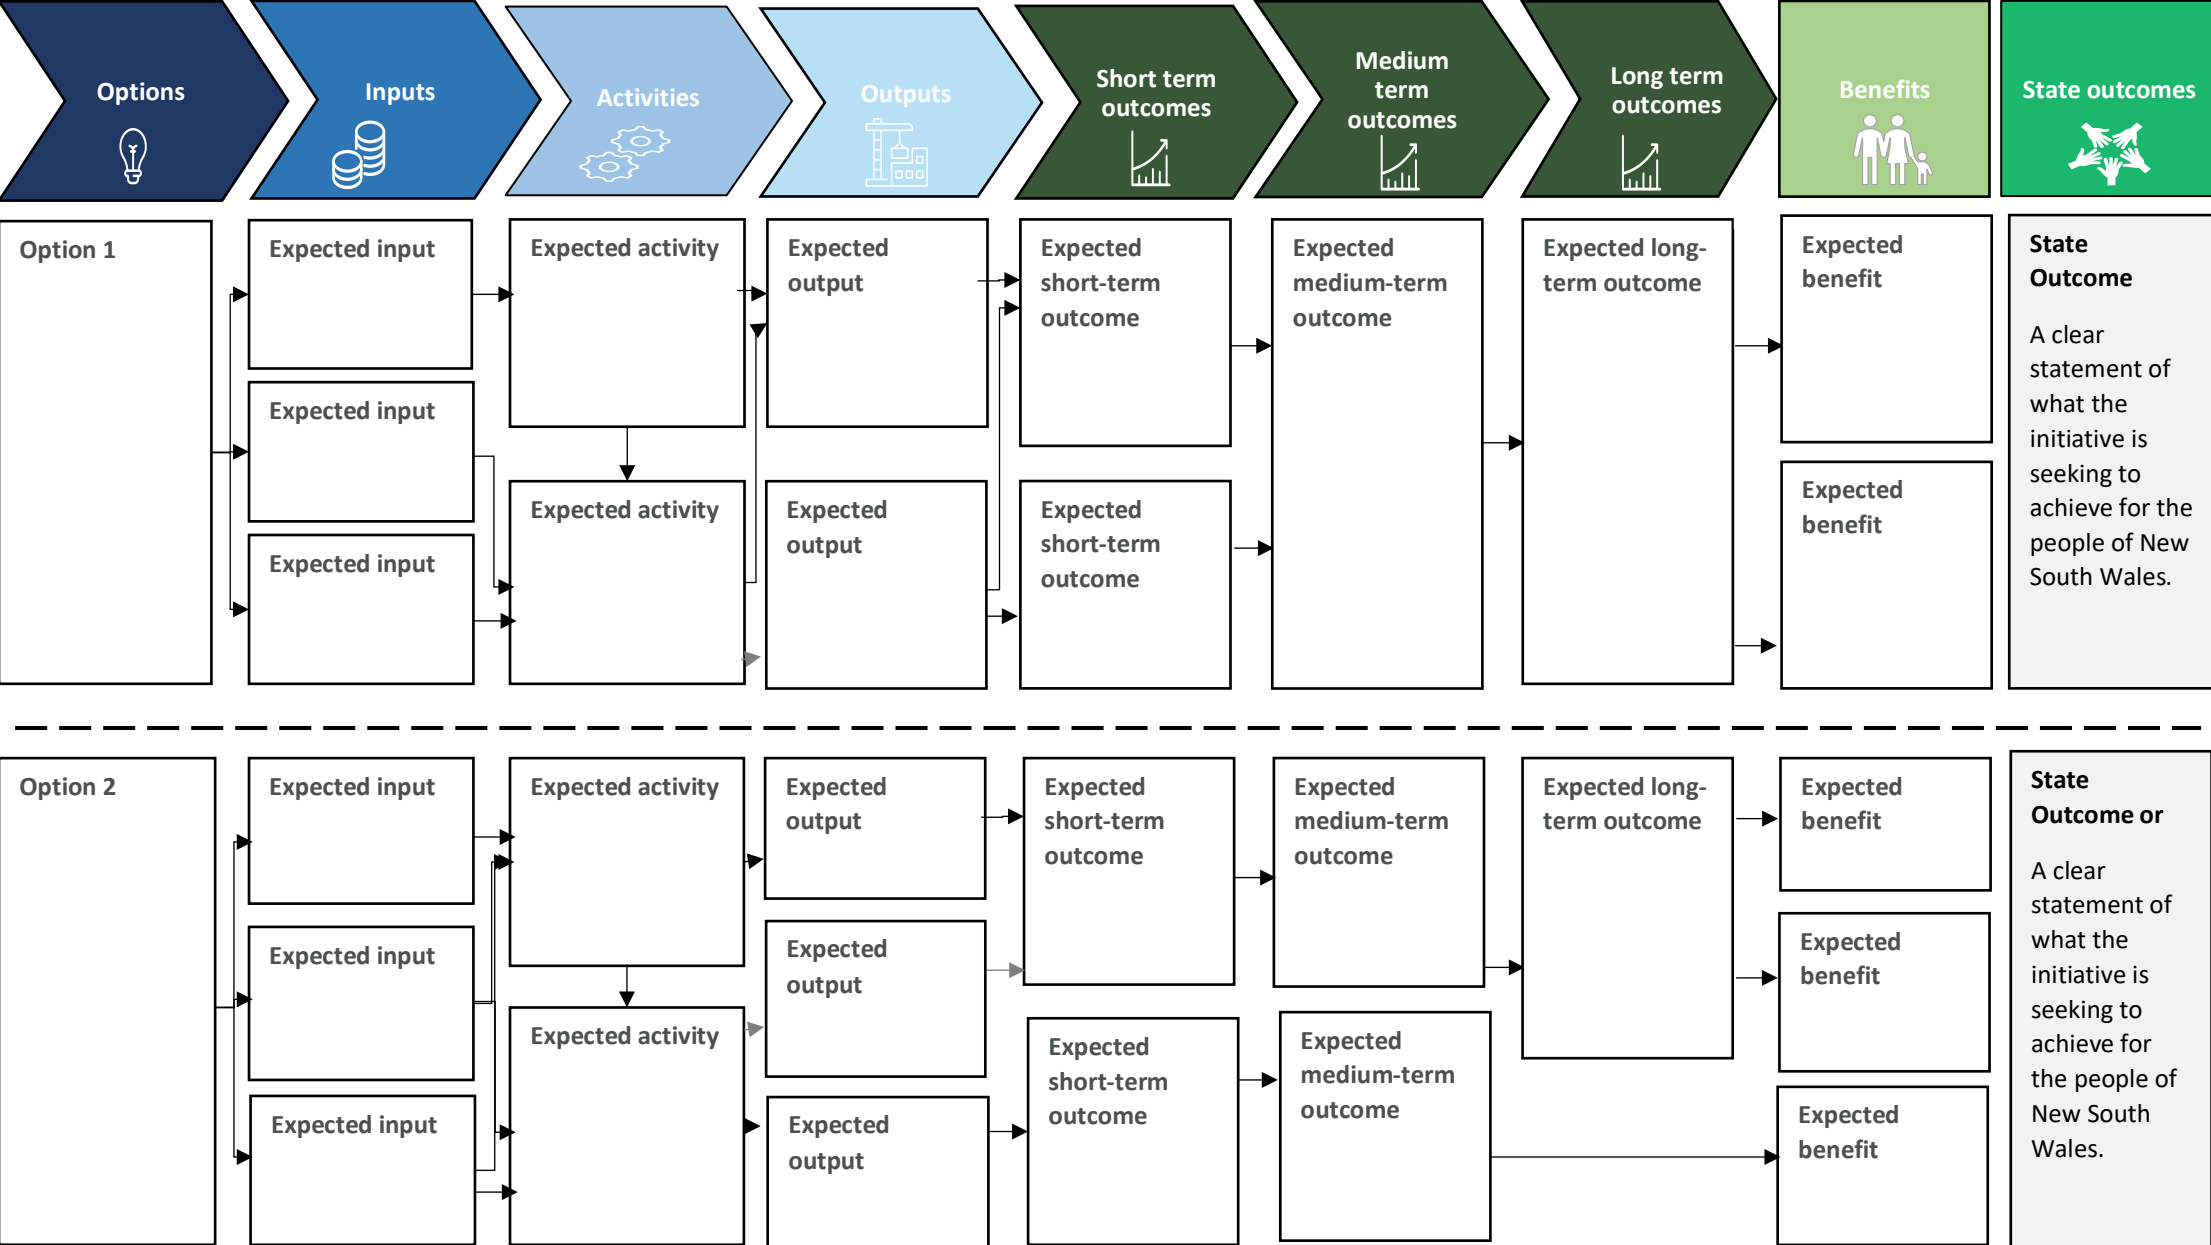 Options
Inputs
Activities
Outputs
Short term
outcomes
Medium
term
outcomes
Long term
outcomes
Benefits
State outcomes
Option 1
Expected input
Expected input
Expected input
Expected activity
Expected activity
Expected
output
Expected
output
Expected
short-term
outcome
Expected
short-term
outcome
Expected
medium-term
outcome
Expected long-
term outcome
Expected
benefit
Expected
benefit
State
Outcome
A clear
statement of
what the
initiative is
seeking to
achieve for the
people of New
South Wales.
Option 2
Expected input
Expected input
Expected input
Expected activity
Expected activity
Expected
output
Expected
output
Expected
output
Expected
short-term
outcome
Expected
short-term
outcome
Expected
medium-term
outcome
Expected
medium-term
outcome
Expected long-
term outcome
Expected
benefit
Expected
benefit
Expected
benefit
State
Outcome or
A clear
statement of
what the
initiative is
seeking to
achieve for
the people of
New South
Wales.